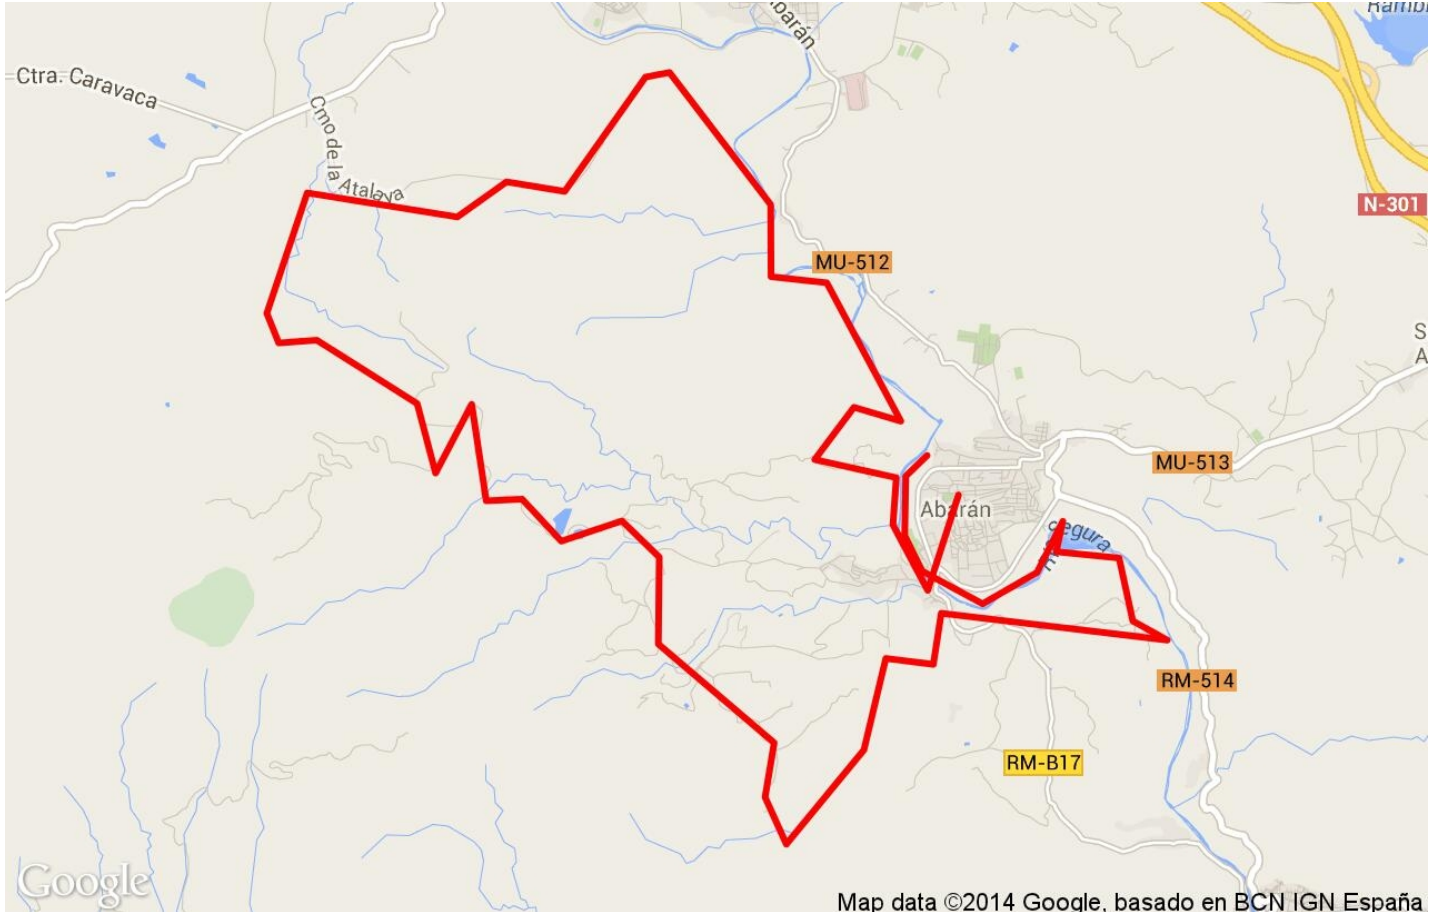 Abarán
Ctra. Caravaca
Cmo de la Atalaya
N-301
MU-512
MU-513
Abarán
Segura
RM-514
RM-B17
Google
Map data ©2014 Google, basado en BCN IGN España